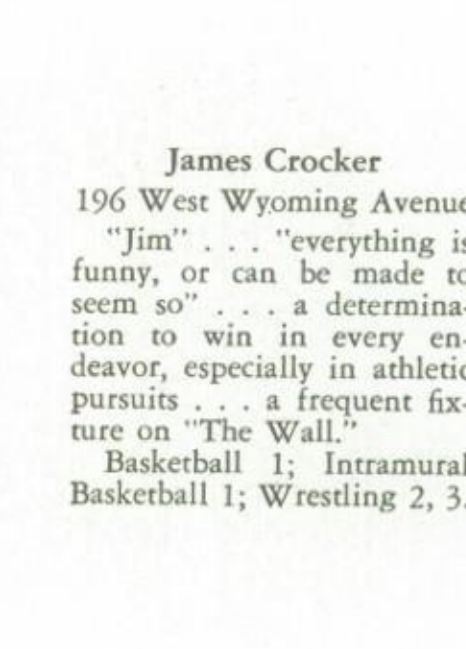 James Crocker
196 West Wyoming Avenue
"Jim" . . . "everything is
funny, or can be made to
seem so" . . . a determina-
tion to win in every en-
deavor, especially in athletic
pursuits . . . a frequent fix-
ture on "The Wall."
Basketball 1; Intramural
Basketball 1; Wrestling 2, 3.